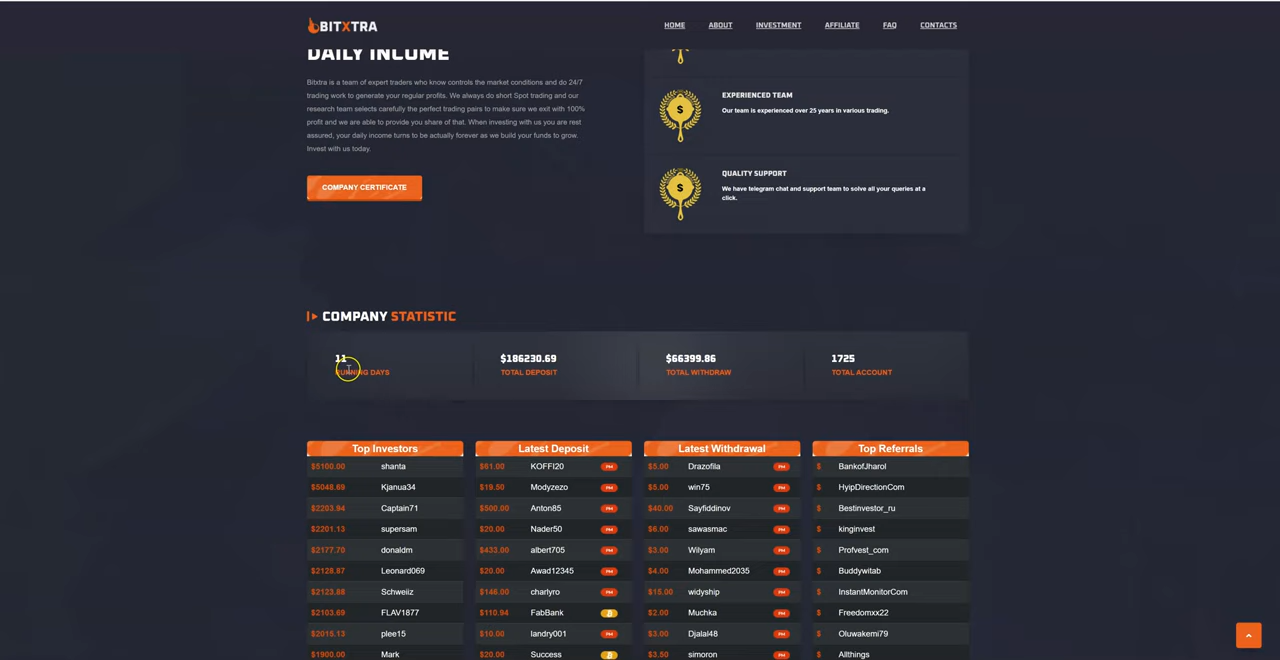 BITXTRA
HOME ABOUT INVESTMENT AFFILIATE FAQ CONTACTS
DAILY INCOME
Bitxtra is a team of expert traders who know controls the market conditions and do 24/7
trading work to generate your regular profits. We always do short Spot trading and our
research team selects carefully the perfect trading pairs to make sure we exit with 100%
profit and we are able to provide you share of that. When investing with us you are rest
assured, your daily income turns to be actually forever as we build your funds to grow.
Invest with us today.
COMPANY CERTIFICATE
EXPERIENCED TEAM
Our team is experienced over 25 years in various trading.
QUALITY SUPPORT
We have telegram chat and support team to solve all your queries at a
click.
COMPANY STATISTIC
11
RUNNING DAYS
$186230.69
TOTAL DEPOSIT
$66399.86
TOTAL WITHDRAW
1725
TOTAL ACCOUNT
Top Investors
$5100.00 shanta
$5048.69 Kjanua34
$2203.94 Captain71
$2201.13 supersam
$2177.70 donaldm
$2128.87 Leonard069
$2123.88 Schweiiz
$2103.69 FLAV1877
$2015.13 plee15
$1900.00 Mark
Latest Deposit
$61.00 KOFFI20 PM
$19.50 Modyzezo PM
$500.00 Anton85 PM
$20.00 Nader50 PM
$433.00 albert705 PM
$20.00 Awad12345 PM
$146.00 charlyro PM
$110.94 FabBank
$10.00 landry001 PM
$20.00 Success
Latest Withdrawal
$5.00 Drazofila PM
$5.00 win75 PM
$40.00 Sayfiddinov PM
$6.00 sawasmac PM
$3.00 Wilyam PM
$4.00 Mohammed2035 PM
$15.00 widyship PM
$2.00 Muchka PM
$3.00 Djalal48 PM
$3.50 simoron PM
Top Referrals
$ BankofJharol
$ HyipDirectionCom
$ Bestinvestor_ru
$ kinginvest
$ Profvest_com
$ Buddywitab
$ InstantMonitorCom
$ Freedomxx22
$ Oluwakemi79
$ Allthings